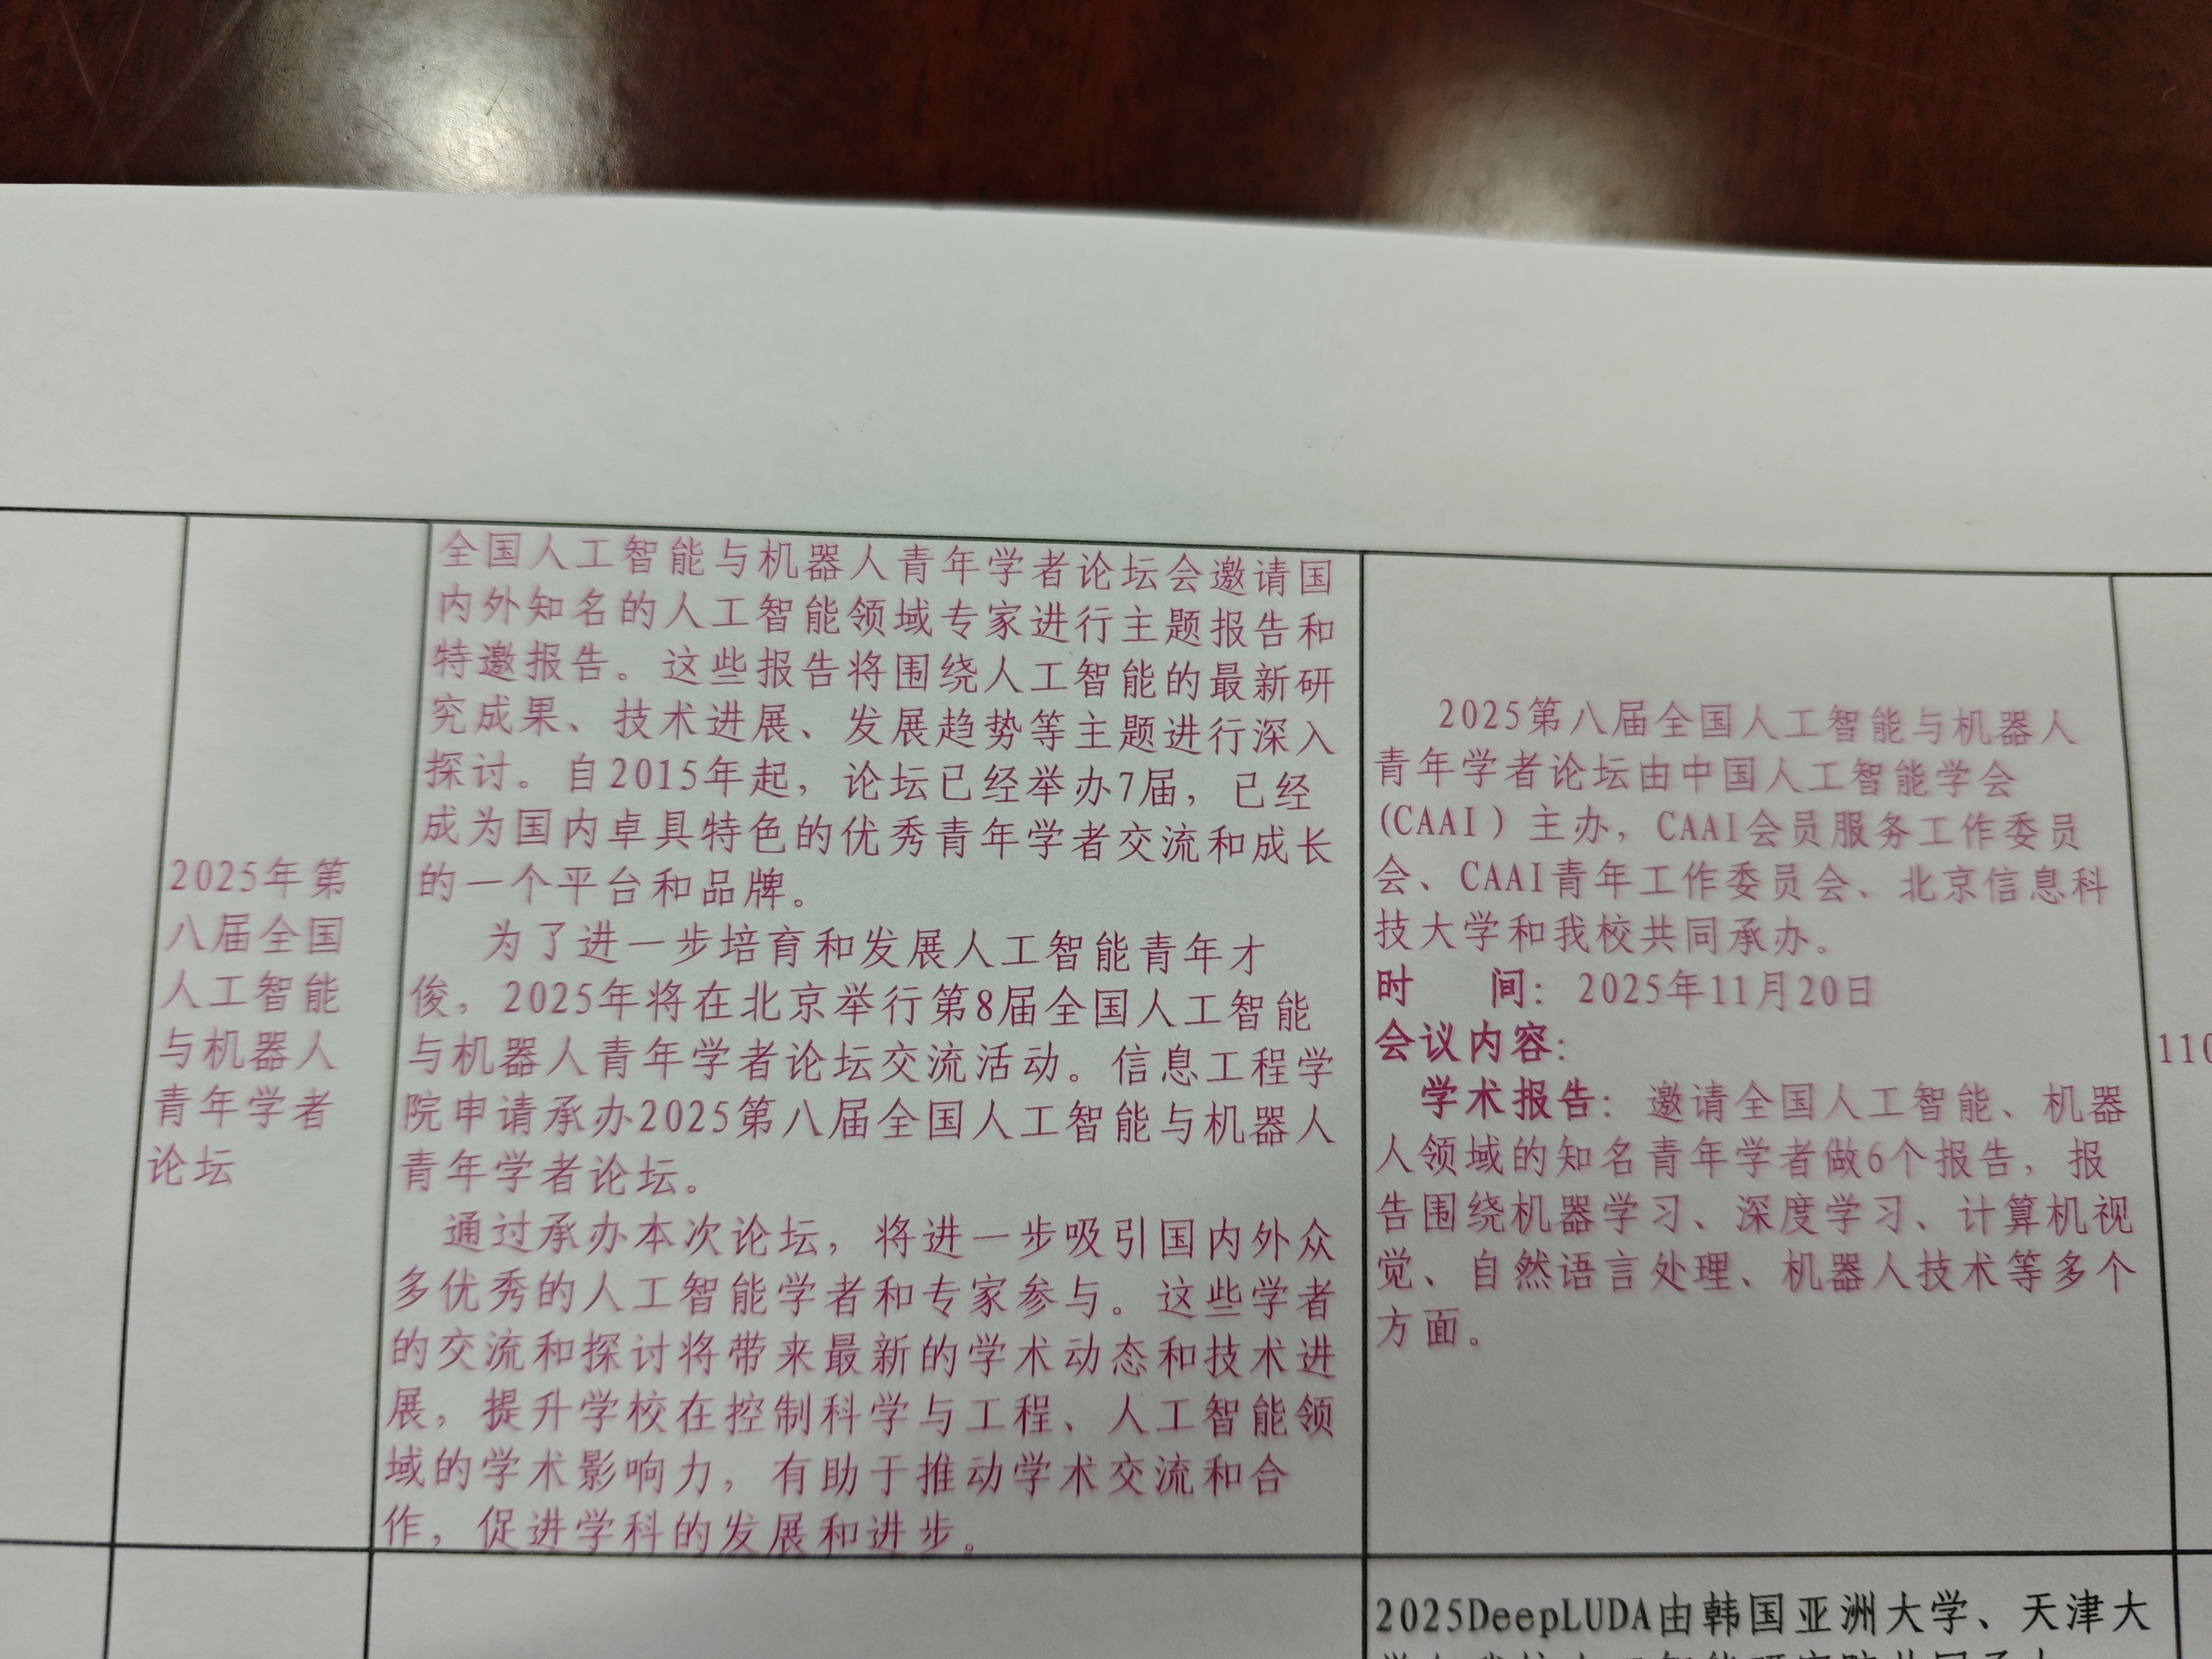 2025年第
八届全国
人工智能
与机器人
青年学者
论坛
全国人工智能与机器人青年学者论坛会邀请国
内外知名的人工智能领域专家进行主题报告和
特邀报告。这些报告将围绕人工智能的最新研
究成果、技术进展、发展趋势等主题进行深入
探讨。自2015年起，论坛已经举办7届，已经
成为国内卓具特色的优秀青年学者交流和成长
的一个平台和品牌。
为了进一步培育和发展人工智能青年才
俊，2025年将在北京举行第8届全国人工智能
与机器人青年学者论坛交流活动。信息工程学
院申请承办2025第八届全国人工智能与机器人
青年学者论坛。
通过承办本次论坛，将进一步吸引国内外众
多优秀的人工智能学者和专家参与。这些学者
的交流和探讨将带来最新的学术动态和技术进
展，提升学校在控制科学与工程、人工智能领
域的学术影响力，有助于推动学术交流和合
作，促进学科的发展和进步。
2025第八届全国人工智能与机器人
青年学者论坛由中国人工智能学会
(CAAI）主办，CAAI会员服务工作委员
会、CAAI青年工作委员会、北京信息科
技大学和我校共同承办。
时 间：2025年11月20日
会议内容：
学术报告：邀请全国人工智能、机器
人领域的知名青年学者做6个报告，报
告围绕机器学习、深度学习、计算机视
觉、自然语言处理、机器人技术等多个
方面。
110
2025DeepLUDA由韩国亚洲大学、天津大